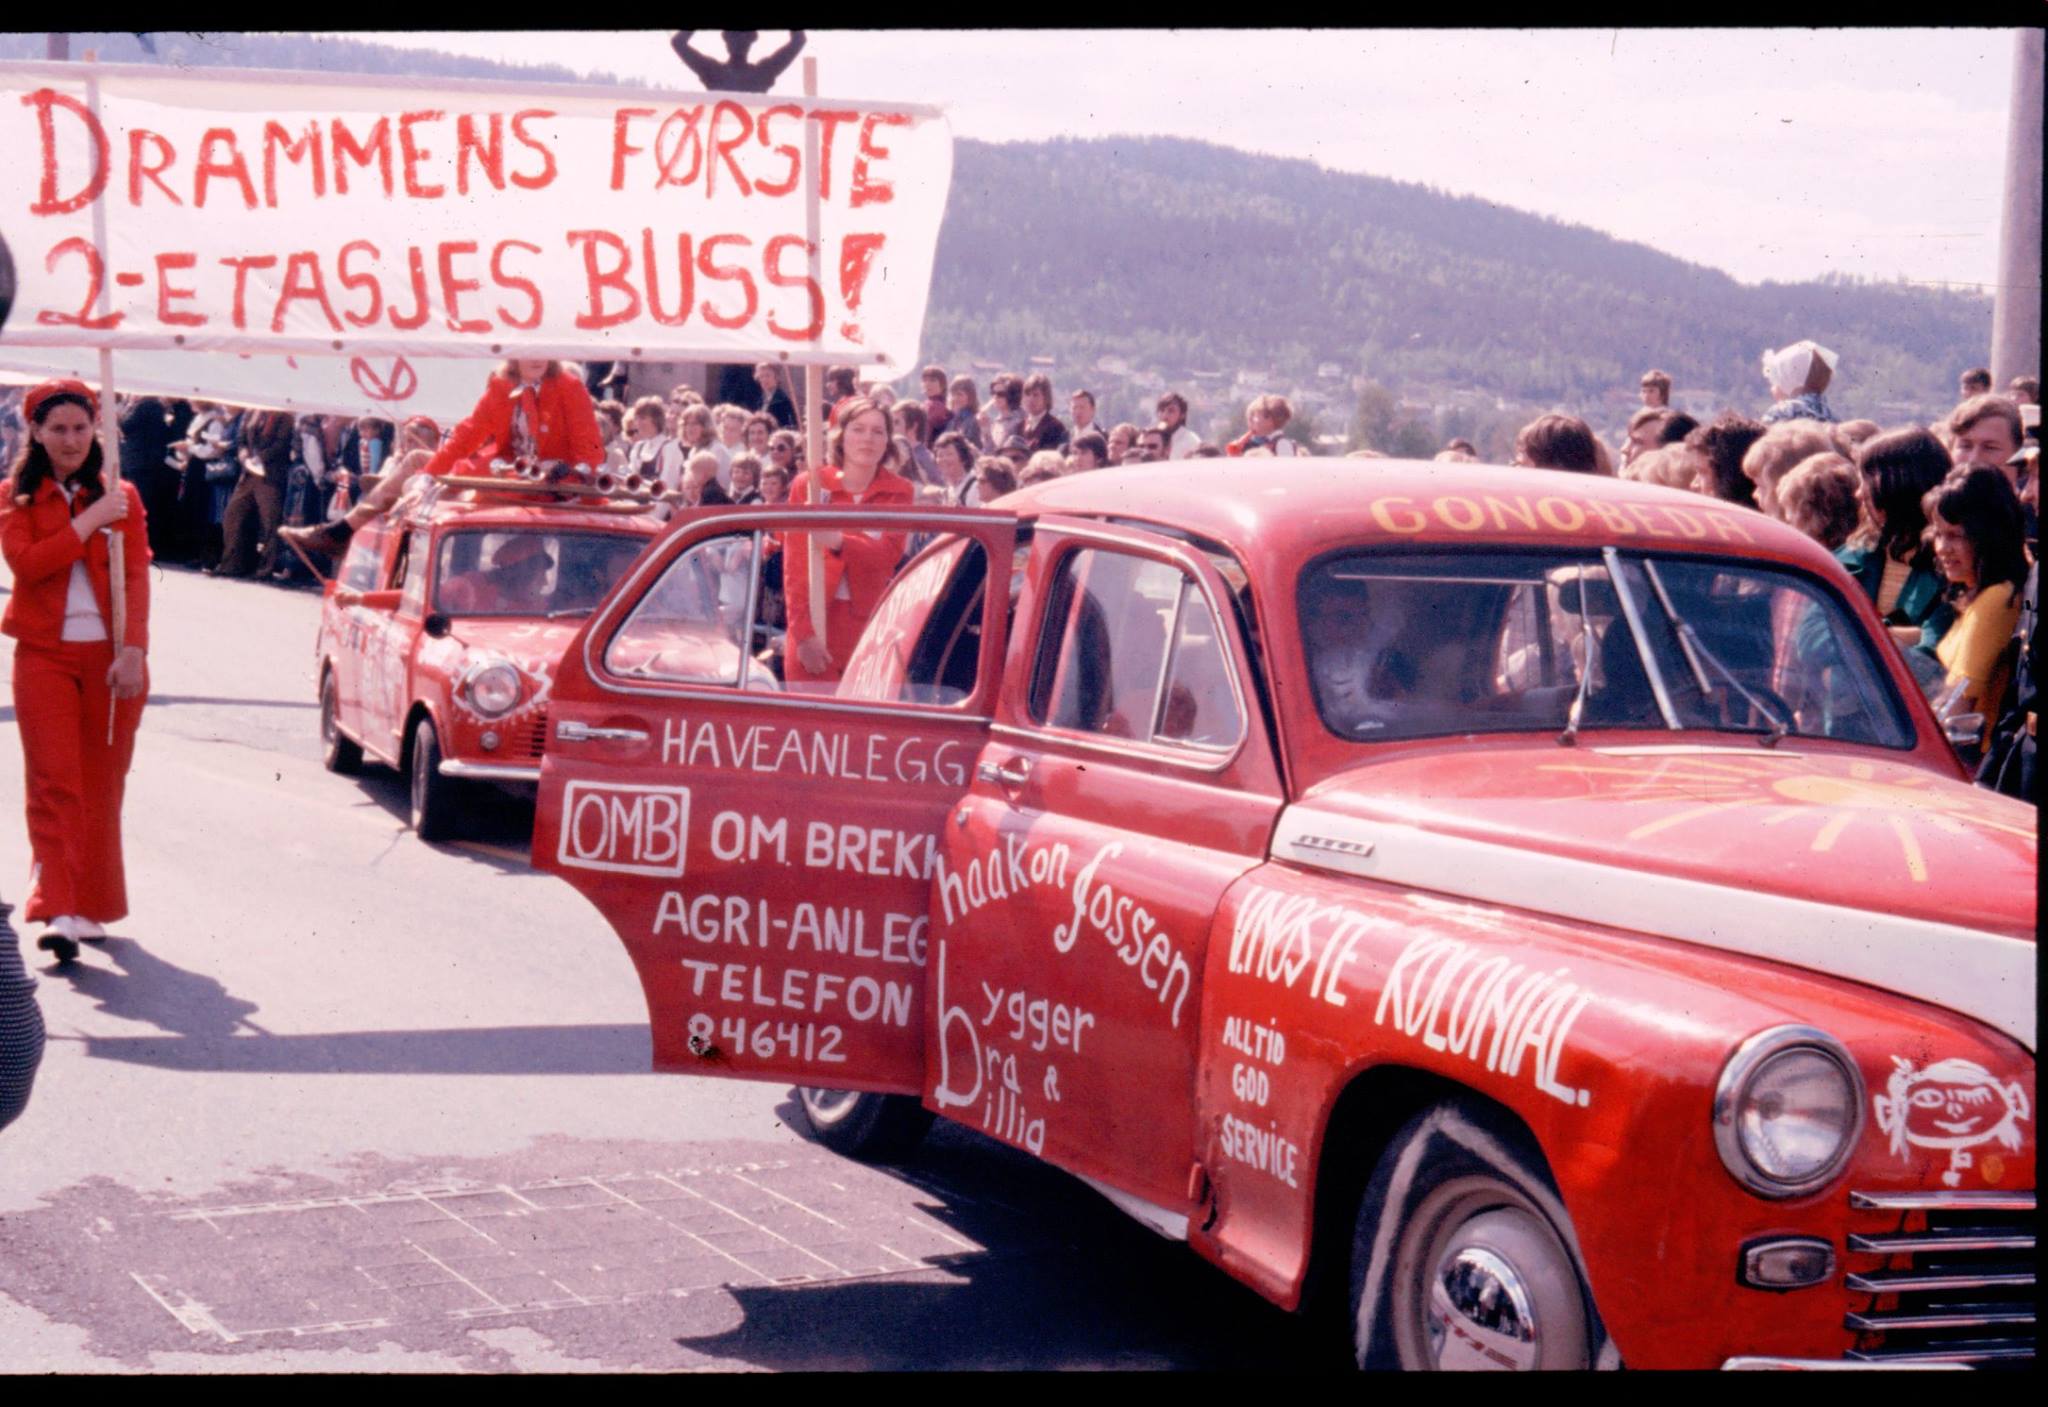 DRAMMENS FØRSTE
2-ETASJES BUSS!
GONO-BEDA
HAVEANLEGG
OMB O.M. BREKK
AGRI-ANLEG
TELEFON
846412
haakon Jossen
bygger
bra &
billig
V. NØSTE KOLONIAL.
ALLTID
GOD
SERVICE